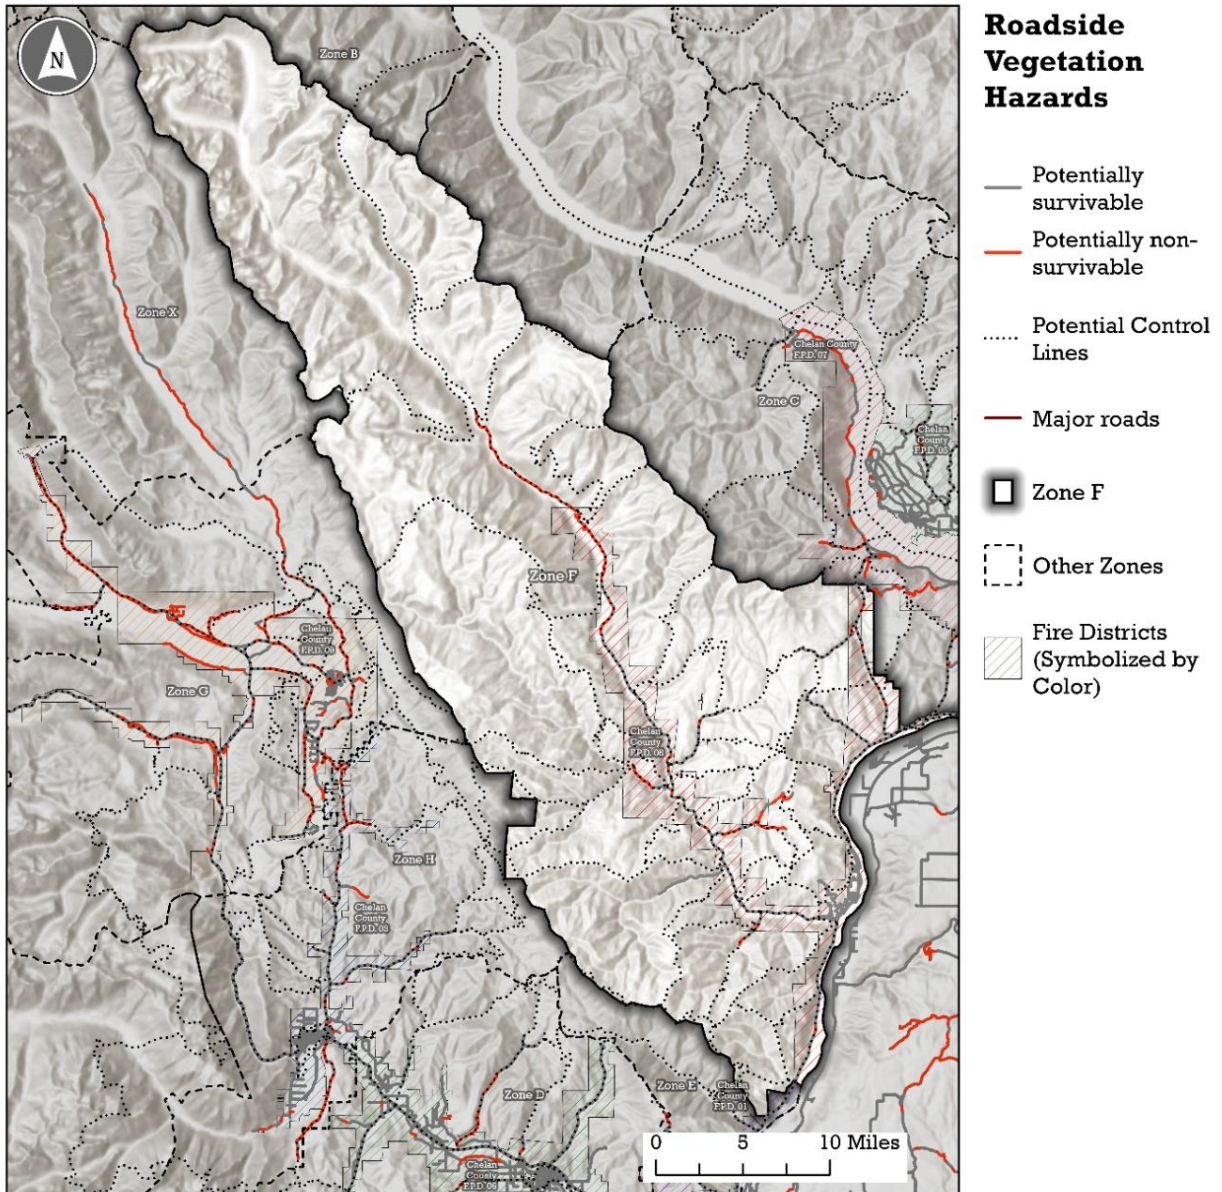 N
Zone B
Zone X
Chelan County
F.P.D. 07
Zone C
Chelan
County
F.P.D. 05
Zone F
Chelan
County
F.P.D. 09
Zone G
Chelan
County
F.P.D. 08
Zone H
Chelan
County
F.P.D. 03
Zone D
Zone E
Chelan
County
F.P.D. 01
Chelan
County
F.P.D. 06
0 5 10 Miles
Roadside
Vegetation
Hazards
Potentially
survivable
Potentially non-
survivable
Potential Control
Lines
Major roads
Zone F
Other Zones
Fire Districts
(Symbolized by
Color)